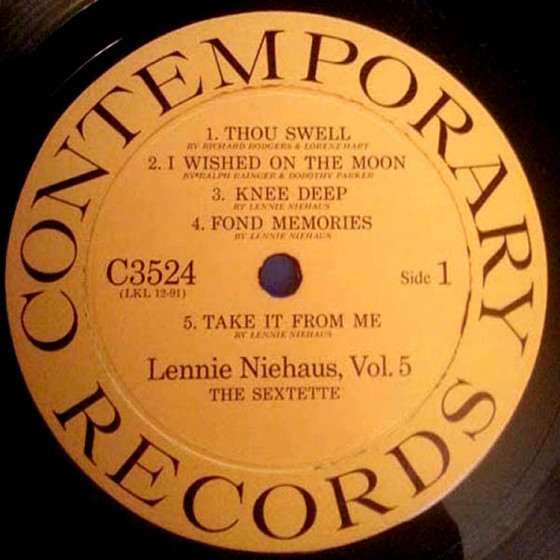 CONTEMPORARY
1. THOU SWELL
BY RICHARD RODGERS & LORENZ HART
2. I WISHED ON THE MOON
BY RALPH RAINGER & DOROTHY PARKER
3. KNEE DEEP
BY LENNIE NIEHAUS
4. FOND MEMORIES
BY LENNIE NIEHAUS
C3524
(LKL 12-91)
Side 1
5. TAKE IT FROM ME
BY LENNIE NIEHAUS
Lennie Niehaus, Vol. 5
THE SEXTETTE
RECORDS